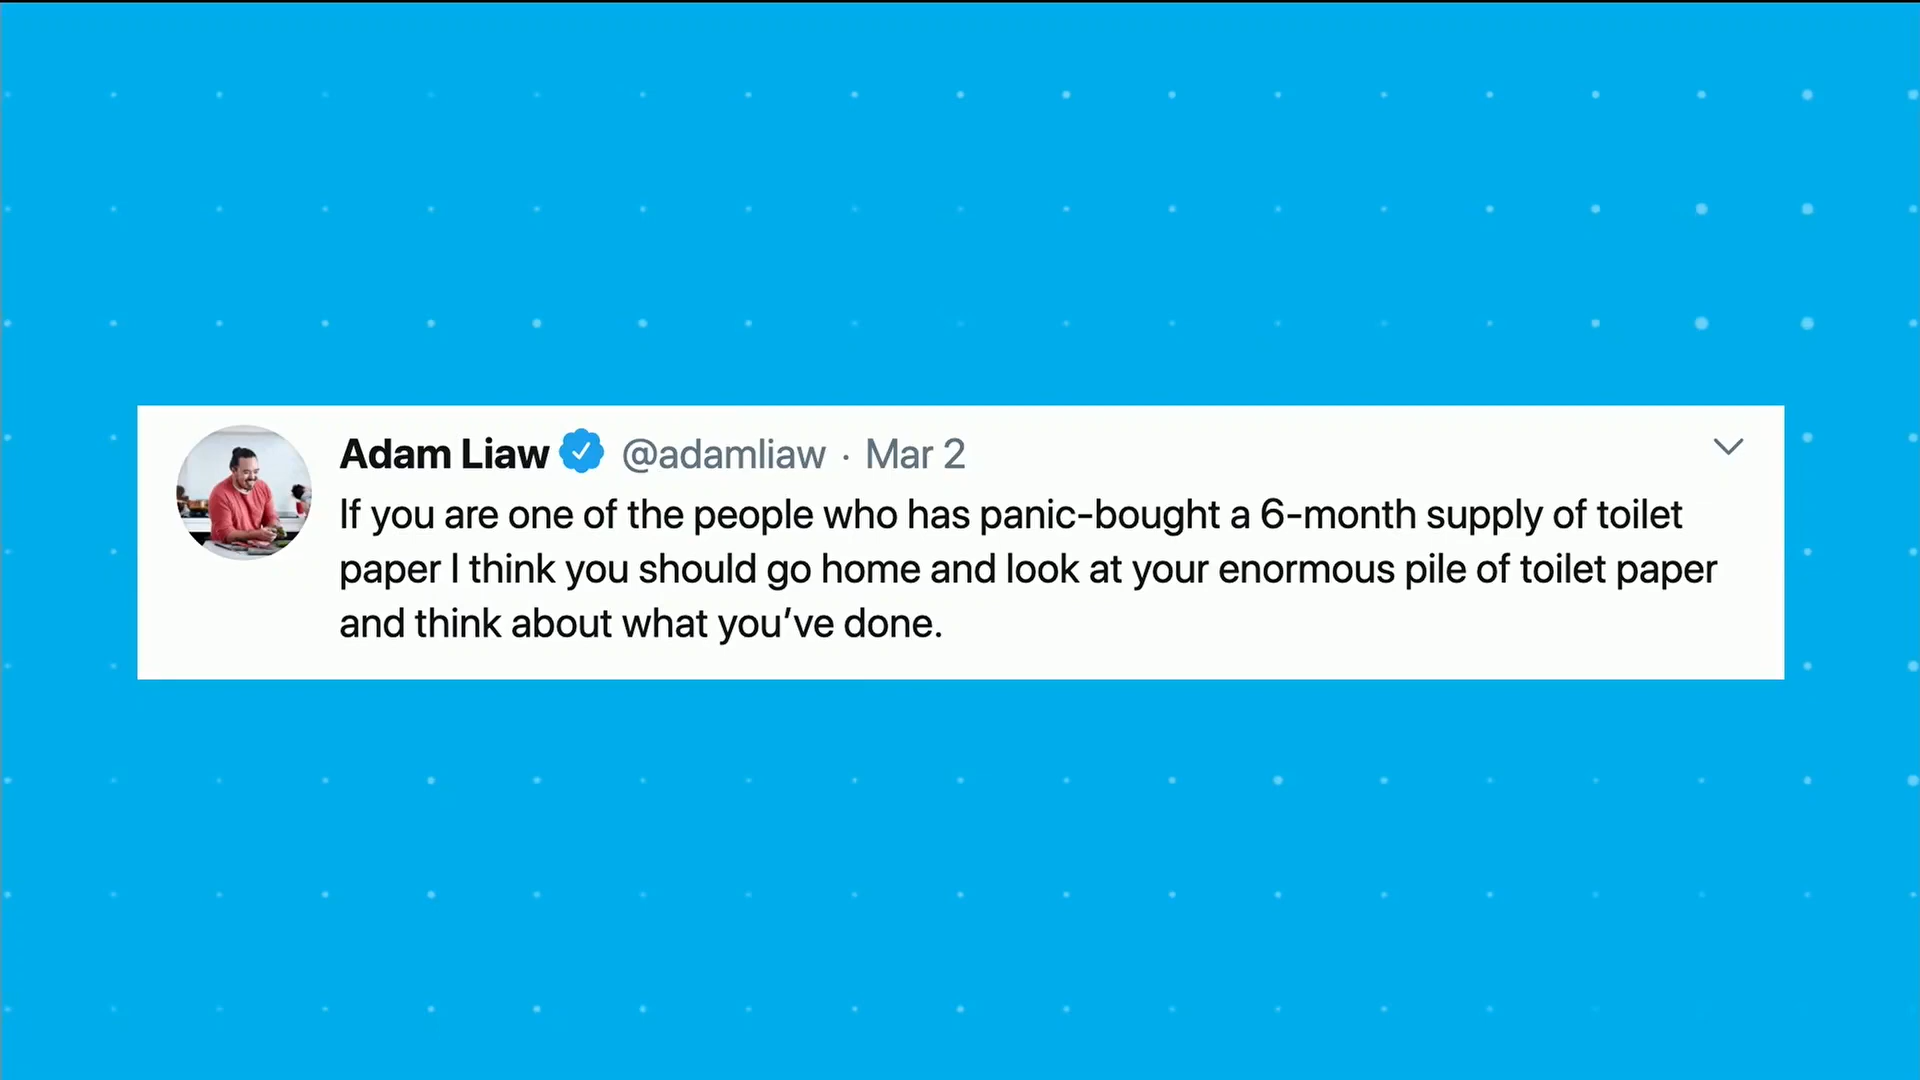 Adam Liaw @adamliaw · Mar 2
If you are one of the people who has panic-bought a 6-month supply of toilet
paper I think you should go home and look at your enormous pile of toilet paper
and think about what you’ve done.